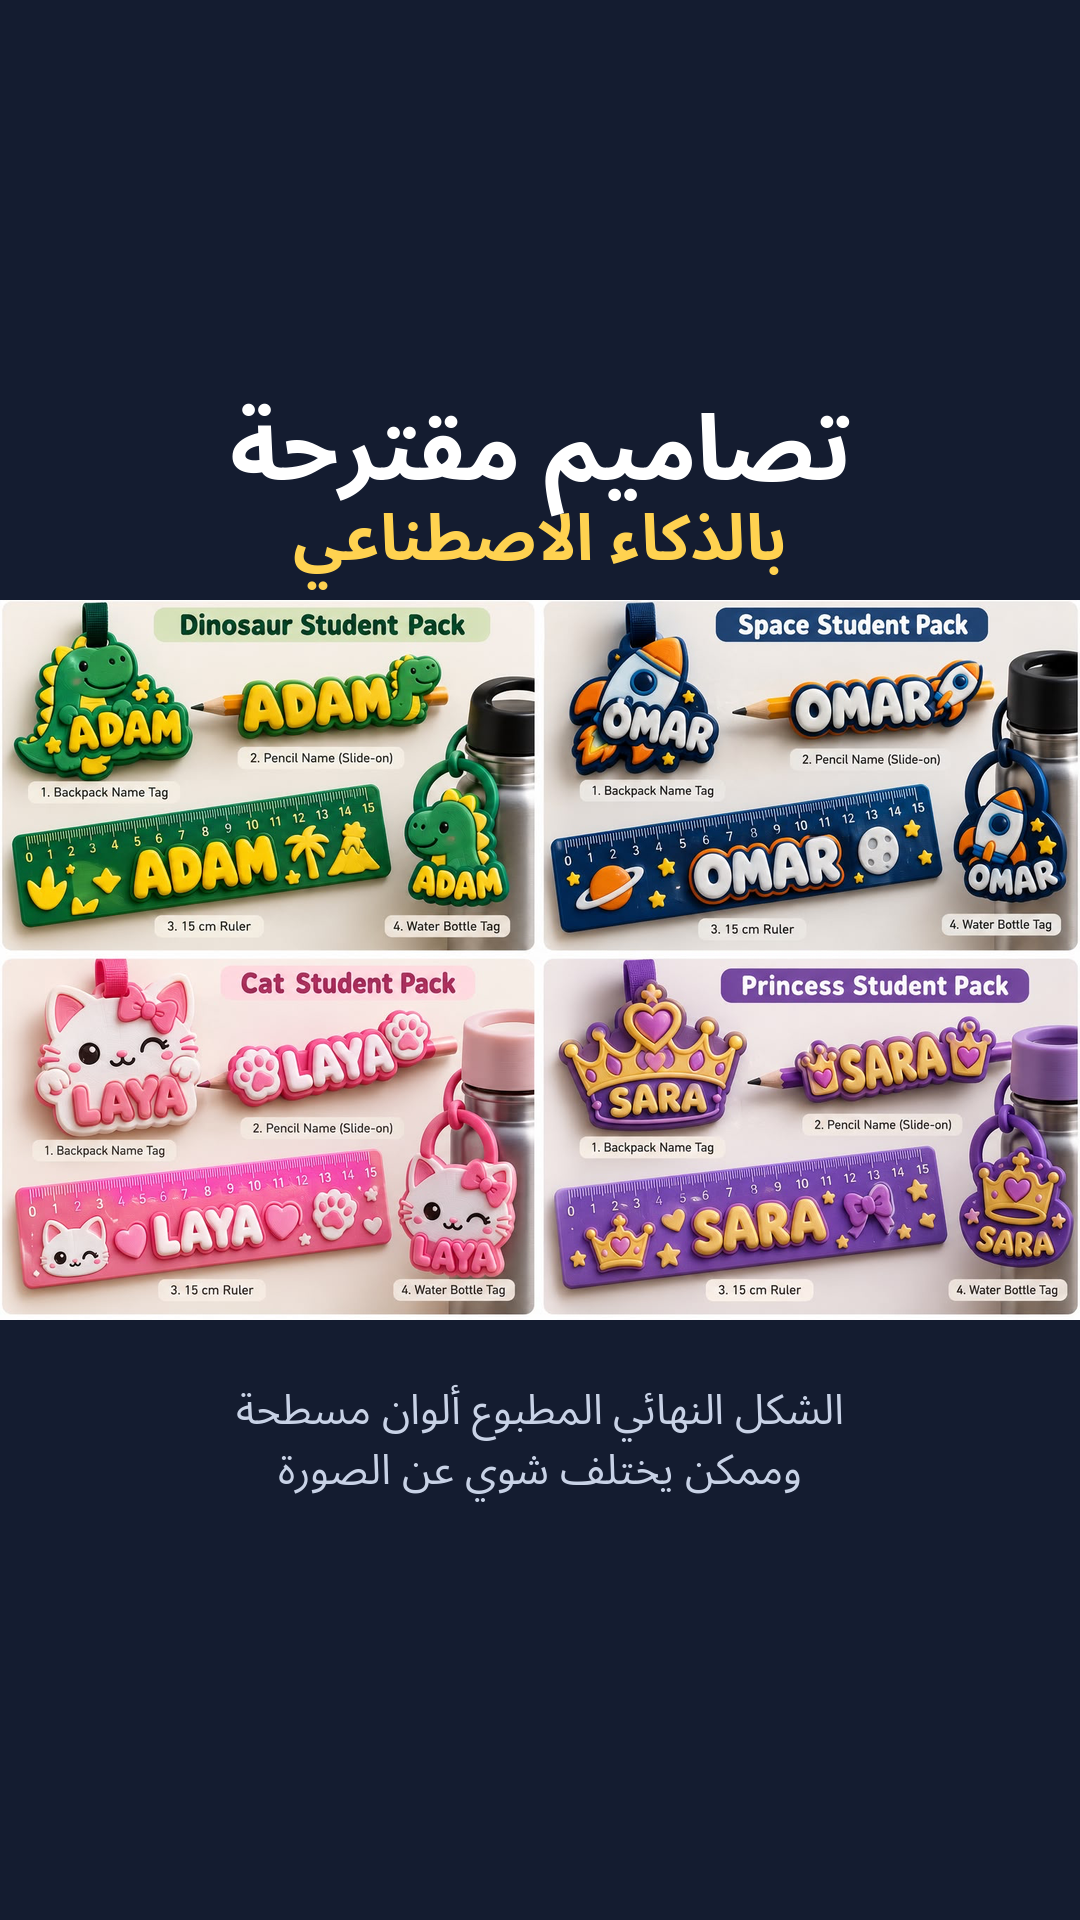 تصاميم مقترحة
بالذكاء الاصطناعي
Dinosaur Student Pack
ADAM
ADAM
2. Pencil Name (Slide-on)
1. Backpack Name Tag
0 1 2 3 4 5 6 7 8 9 10 11 12 13 14 15
ADAM
ADAM
3. 15 cm Ruler
4. Water Bottle Tag
Space Student Pack
OMAR
OMAR
2. Pencil Name (Slide-on)
1. Backpack Name Tag
0 1 2 3 4 5 6 7 8 9 10 11 12 13 14 15
OMAR
OMAR
3. 15 cm Ruler
4. Water Bottle Tag
Cat Student Pack
LAYA
LAYA
2. Pencil Name (Slide-on)
1. Backpack Name Tag
0 1 2 3 4 5 6 7 8 9 10 11 12 13 14 15
LAYA
LAYA
3. 15 cm Ruler
4. Water Bottle Tag
Princess Student Pack
SARA
SARA
2. Pencil Name (Slide-on)
1. Backpack Name Tag
0 1 2 3 4 5 6 7 8 9 10 11 12 13 14 15
SARA
SARA
3. 15 cm Ruler
4. Water Bottle Tag
الشكل النهائي المطبوع ألوان مسطحة
وممكن يختلف شوي عن الصورة